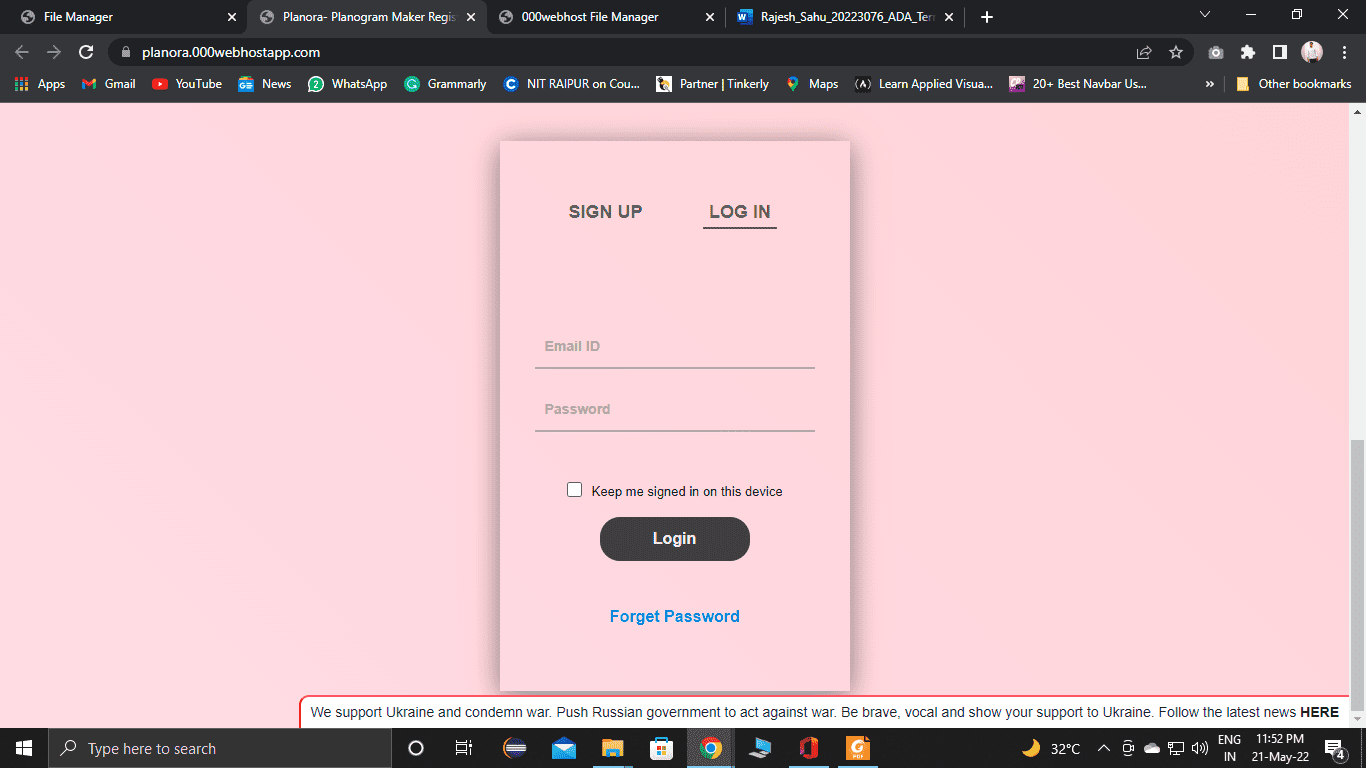 File Manager
Planora- Planogram Maker Regis
000webhost File Manager
Rajesh_Sahu_20223076_ADA_Ter
planora.000webhostapp.com
Apps
Gmail
YouTube
News
WhatsApp
Grammarly
NIT RAIPUR on Cou...
Partner | Tinkerly
Maps
Learn Applied Visua...
20+ Best Navbar Us...
»
Other bookmarks
SIGN UP
LOG IN
Email ID
Password
Keep me signed in on this device
Login
Forget Password
We support Ukraine and condemn war. Push Russian government to act against war. Be brave, vocal and show your support to Ukraine. Follow the latest news HERE
Type here to search
32°C
ENG
IN
11:52 PM
21-May-22
4